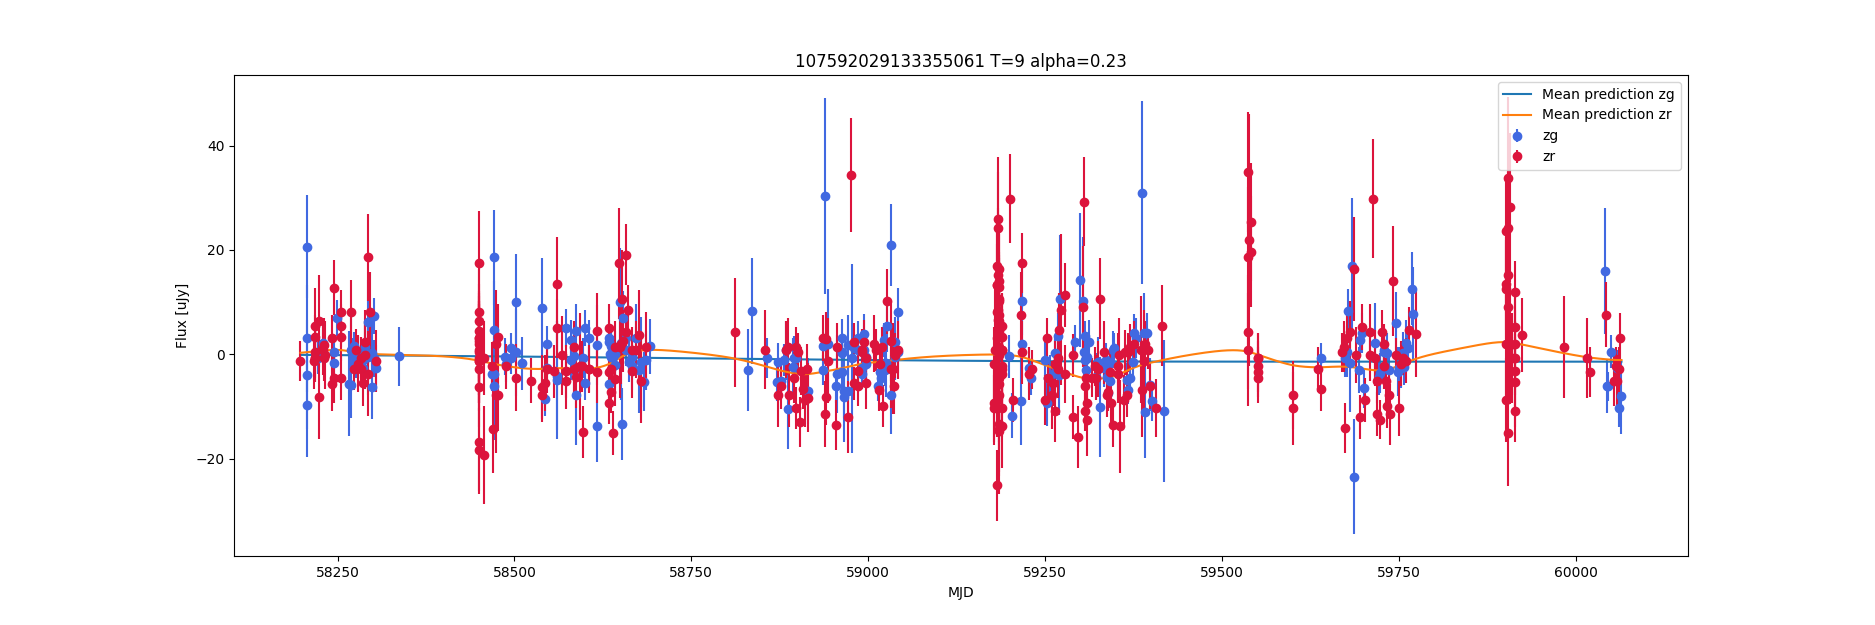 107592029133355061 T=9 alpha=0.23
Mean prediction zg
Mean prediction zr
zg
zr
Flux [uJy]
40
20
0
−20
58250 58500 58750 59000 59250 59500 59750 60000
MJD